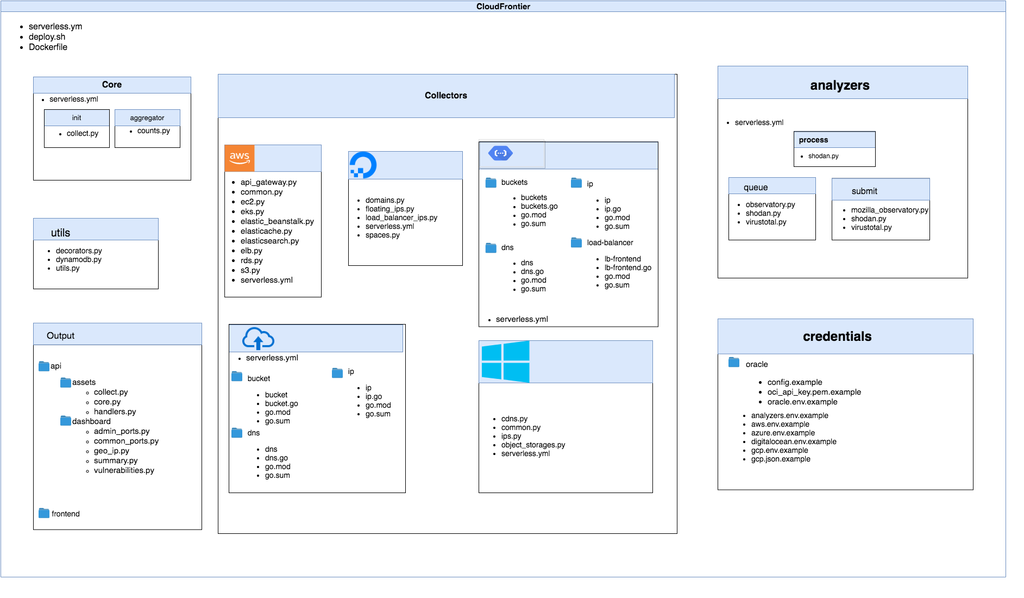 CloudFrontier
serverless.ym
deploy.sh
Dockerfile
Core
serverless.yml
init
collect.py
aggregator
counts.py
utils
decorators.py
dynamodb.py
utils.py
Output
api
assets
collect.py
core.py
handlers.py
dashboard
admin_ports.py
common_ports.py
geo_ip.py
summary.py
vulnerabilities.py
frontend
Collectors
aws
api_gateway.py
common.py
ec2.py
eks.py
elastic_beanstalk.py
elasticache.py
elasticsearch.py
elb.py
rds.py
s3.py
serverless.yml
domains.py
floating_ips.py
load_balancer_ips.py
serverless.yml
spaces.py
buckets
buckets
buckets.go
go.mod
go.sum
dns
dns
dns.go
go.mod
go.sum
ip
ip
ip.go
go.mod
go.sum
load-balancer
lb-frontend
lb-frontend.go
go.mod
go.sum
serverless.yml
serverless.yml
bucket
bucket
bucket.go
go.mod
go.sum
dns
dns
dns.go
go.mod
go.sum
ip
ip
ip.go
go.mod
go.sum
cdns.py
common.py
ips.py
object_storages.py
serverless.yml
analyzers
serverless.yml
process
shodan.py
queue
observatory.py
shodan.py
virustotal.py
submit
mozilla_observatory.py
shodan.py
virustotal.py
credentials
oracle
config.example
oci_api_key.pem.example
oracle.env.example
analyzers.env.example
aws.env.example
azure.env.example
digitalocean.env.example
gcp.env.example
gcp.json.example